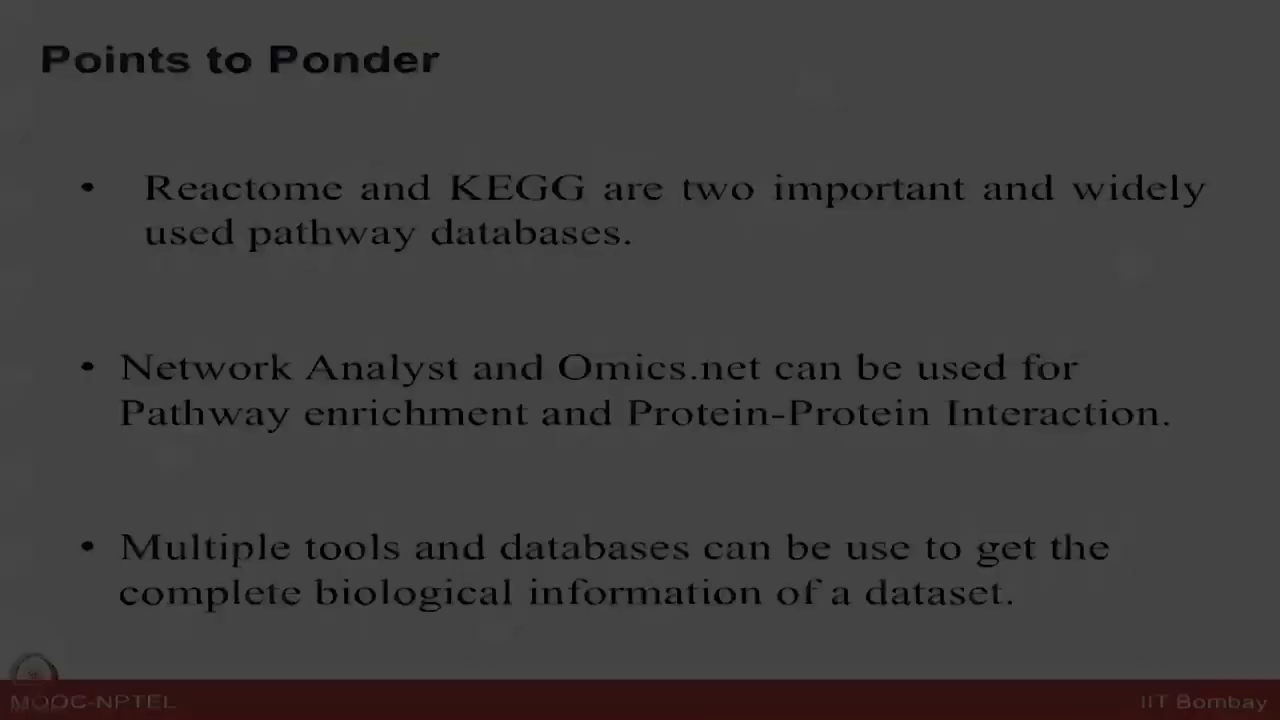 Points to Ponder
• Reactome and KEGG are two important and widely
used pathway databases.
• Network Analyst and Omics.net can be used for
Pathway enrichment and Protein-Protein Interaction.
• Multiple tools and databases can be use to get the
complete biological information of a dataset.
MOOC-NPTEL
IIT Bombay